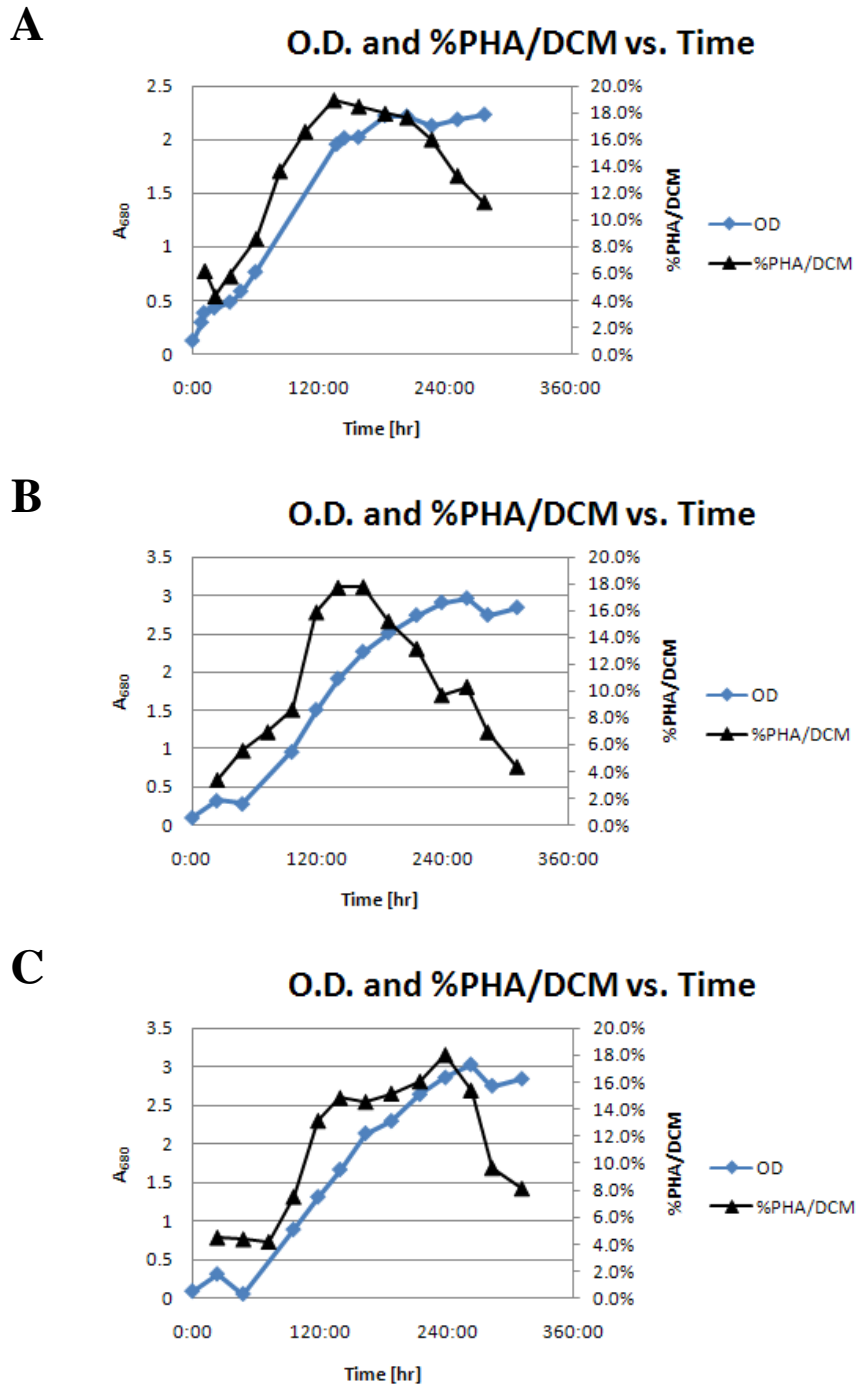 A
O.D. and %PHA/DCM vs. Time
2.5
2
1.5
1
0.5
0
A680
20.0%
18.0%
16.0%
14.0%
12.0%
10.0%
8.0%
6.0%
4.0%
2.0%
0.0%
%PHA/DCM
OD
%PHA/DCM
0:00 120:00 240:00 360:00
Time [hr]
B
O.D. and %PHA/DCM vs. Time
3.5
3
2.5
2
1.5
1
0.5
0
A680
20.0%
18.0%
16.0%
14.0%
12.0%
10.0%
8.0%
6.0%
4.0%
2.0%
0.0%
%PHA/DCM
OD
%PHA/DCM
0:00 120:00 240:00 360:00
Time [hr]
C
O.D. and %PHA/DCM vs. Time
3.5
3
2.5
2
1.5
1
0.5
0
A680
20.0%
18.0%
16.0%
14.0%
12.0%
10.0%
8.0%
6.0%
4.0%
2.0%
0.0%
%PHA/DCM
OD
%PHA/DCM
0:00 120:00 240:00 360:00
Time [hr]